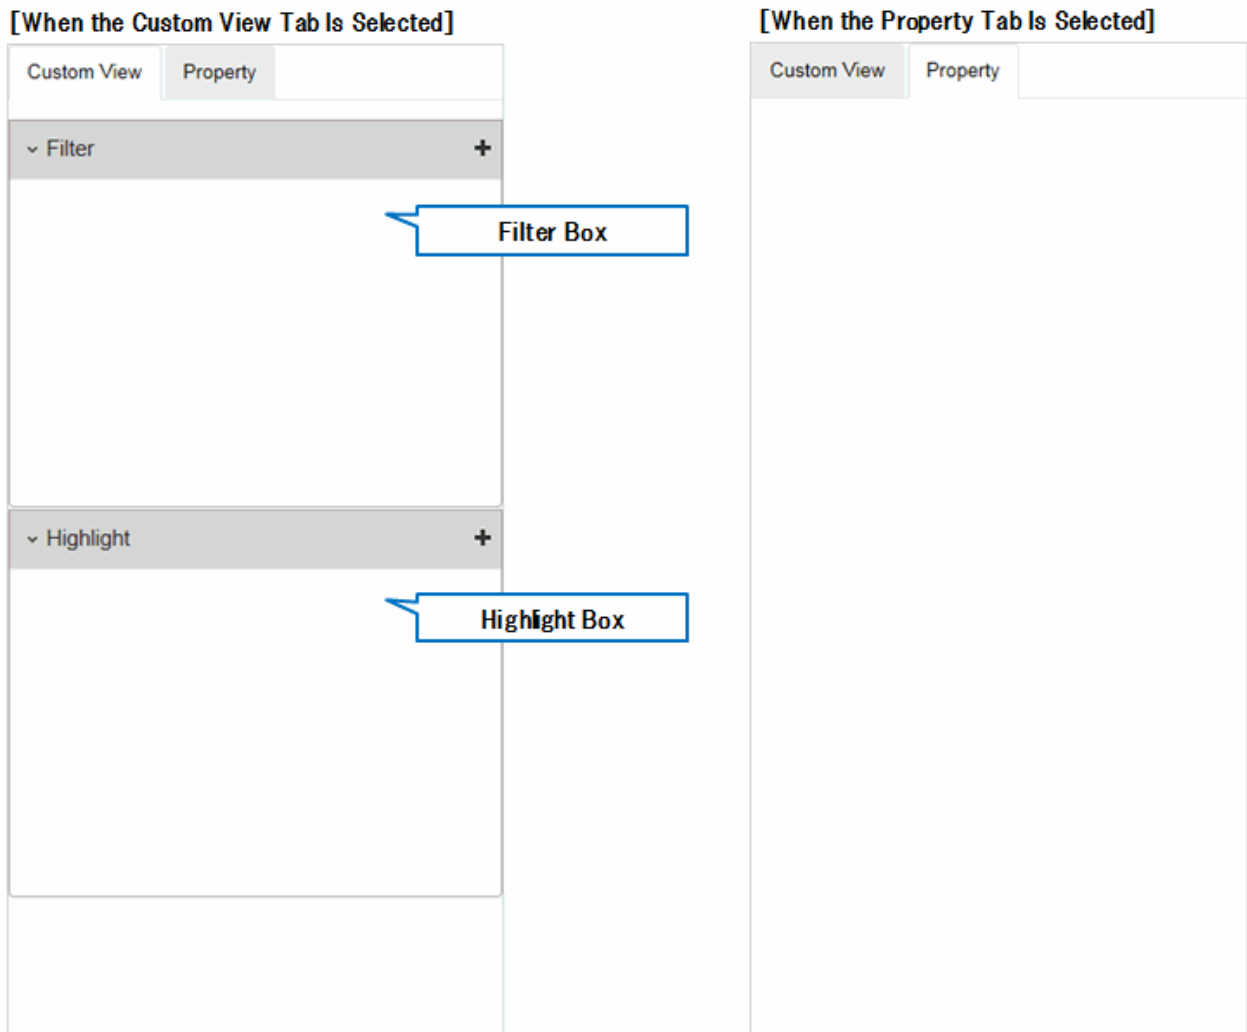 [When the Custom View Tab Is Selected]
Custom View Property
Filter +
Filter Box
Highlight +
Highlight Box
[When the Property Tab Is Selected]
Custom View Property